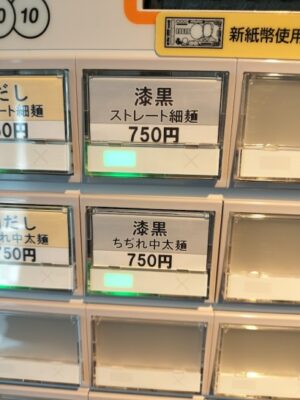 10
新紙幣使用
だし
ート細麺
50円
漆黒
ストレート細麺
750円
だし
ぢれ中太麺
750円
漆黒
ちぢれ中太麺
750円